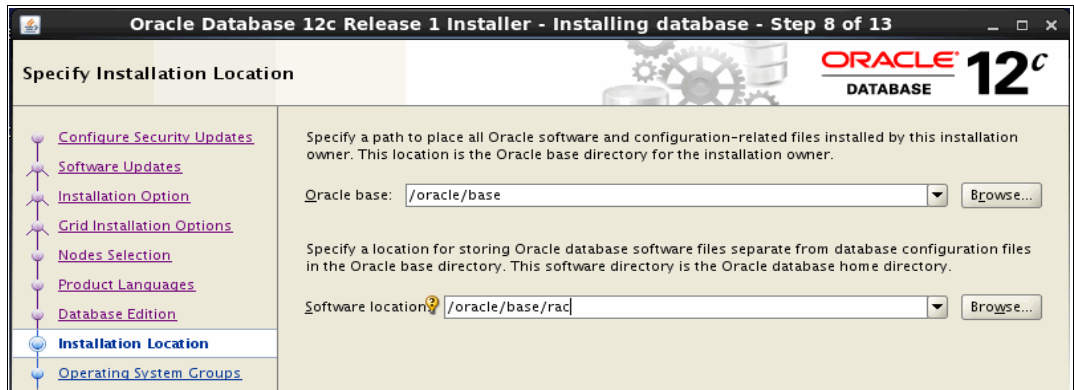 Oracle Database 12c Release 1 Installer - Installing database - Step 8 of 13
Specify Installation Location
ORACLE
DATABASE
12c
Configure Security Updates
Software Updates
Installation Option
Grid Installation Options
Nodes Selection
Product Languages
Database Edition
Installation Location
Operating System Groups
Specify a path to place all Oracle software and configuration-related files installed by this installation
owner. This location is the Oracle base directory for the installation owner.
Oracle base: /oracle/base Browse...
Specify a location for storing Oracle database software files separate from database configuration files
in the Oracle base directory. This software directory is the Oracle database home directory.
Software location /oracle/base/rac Browse...